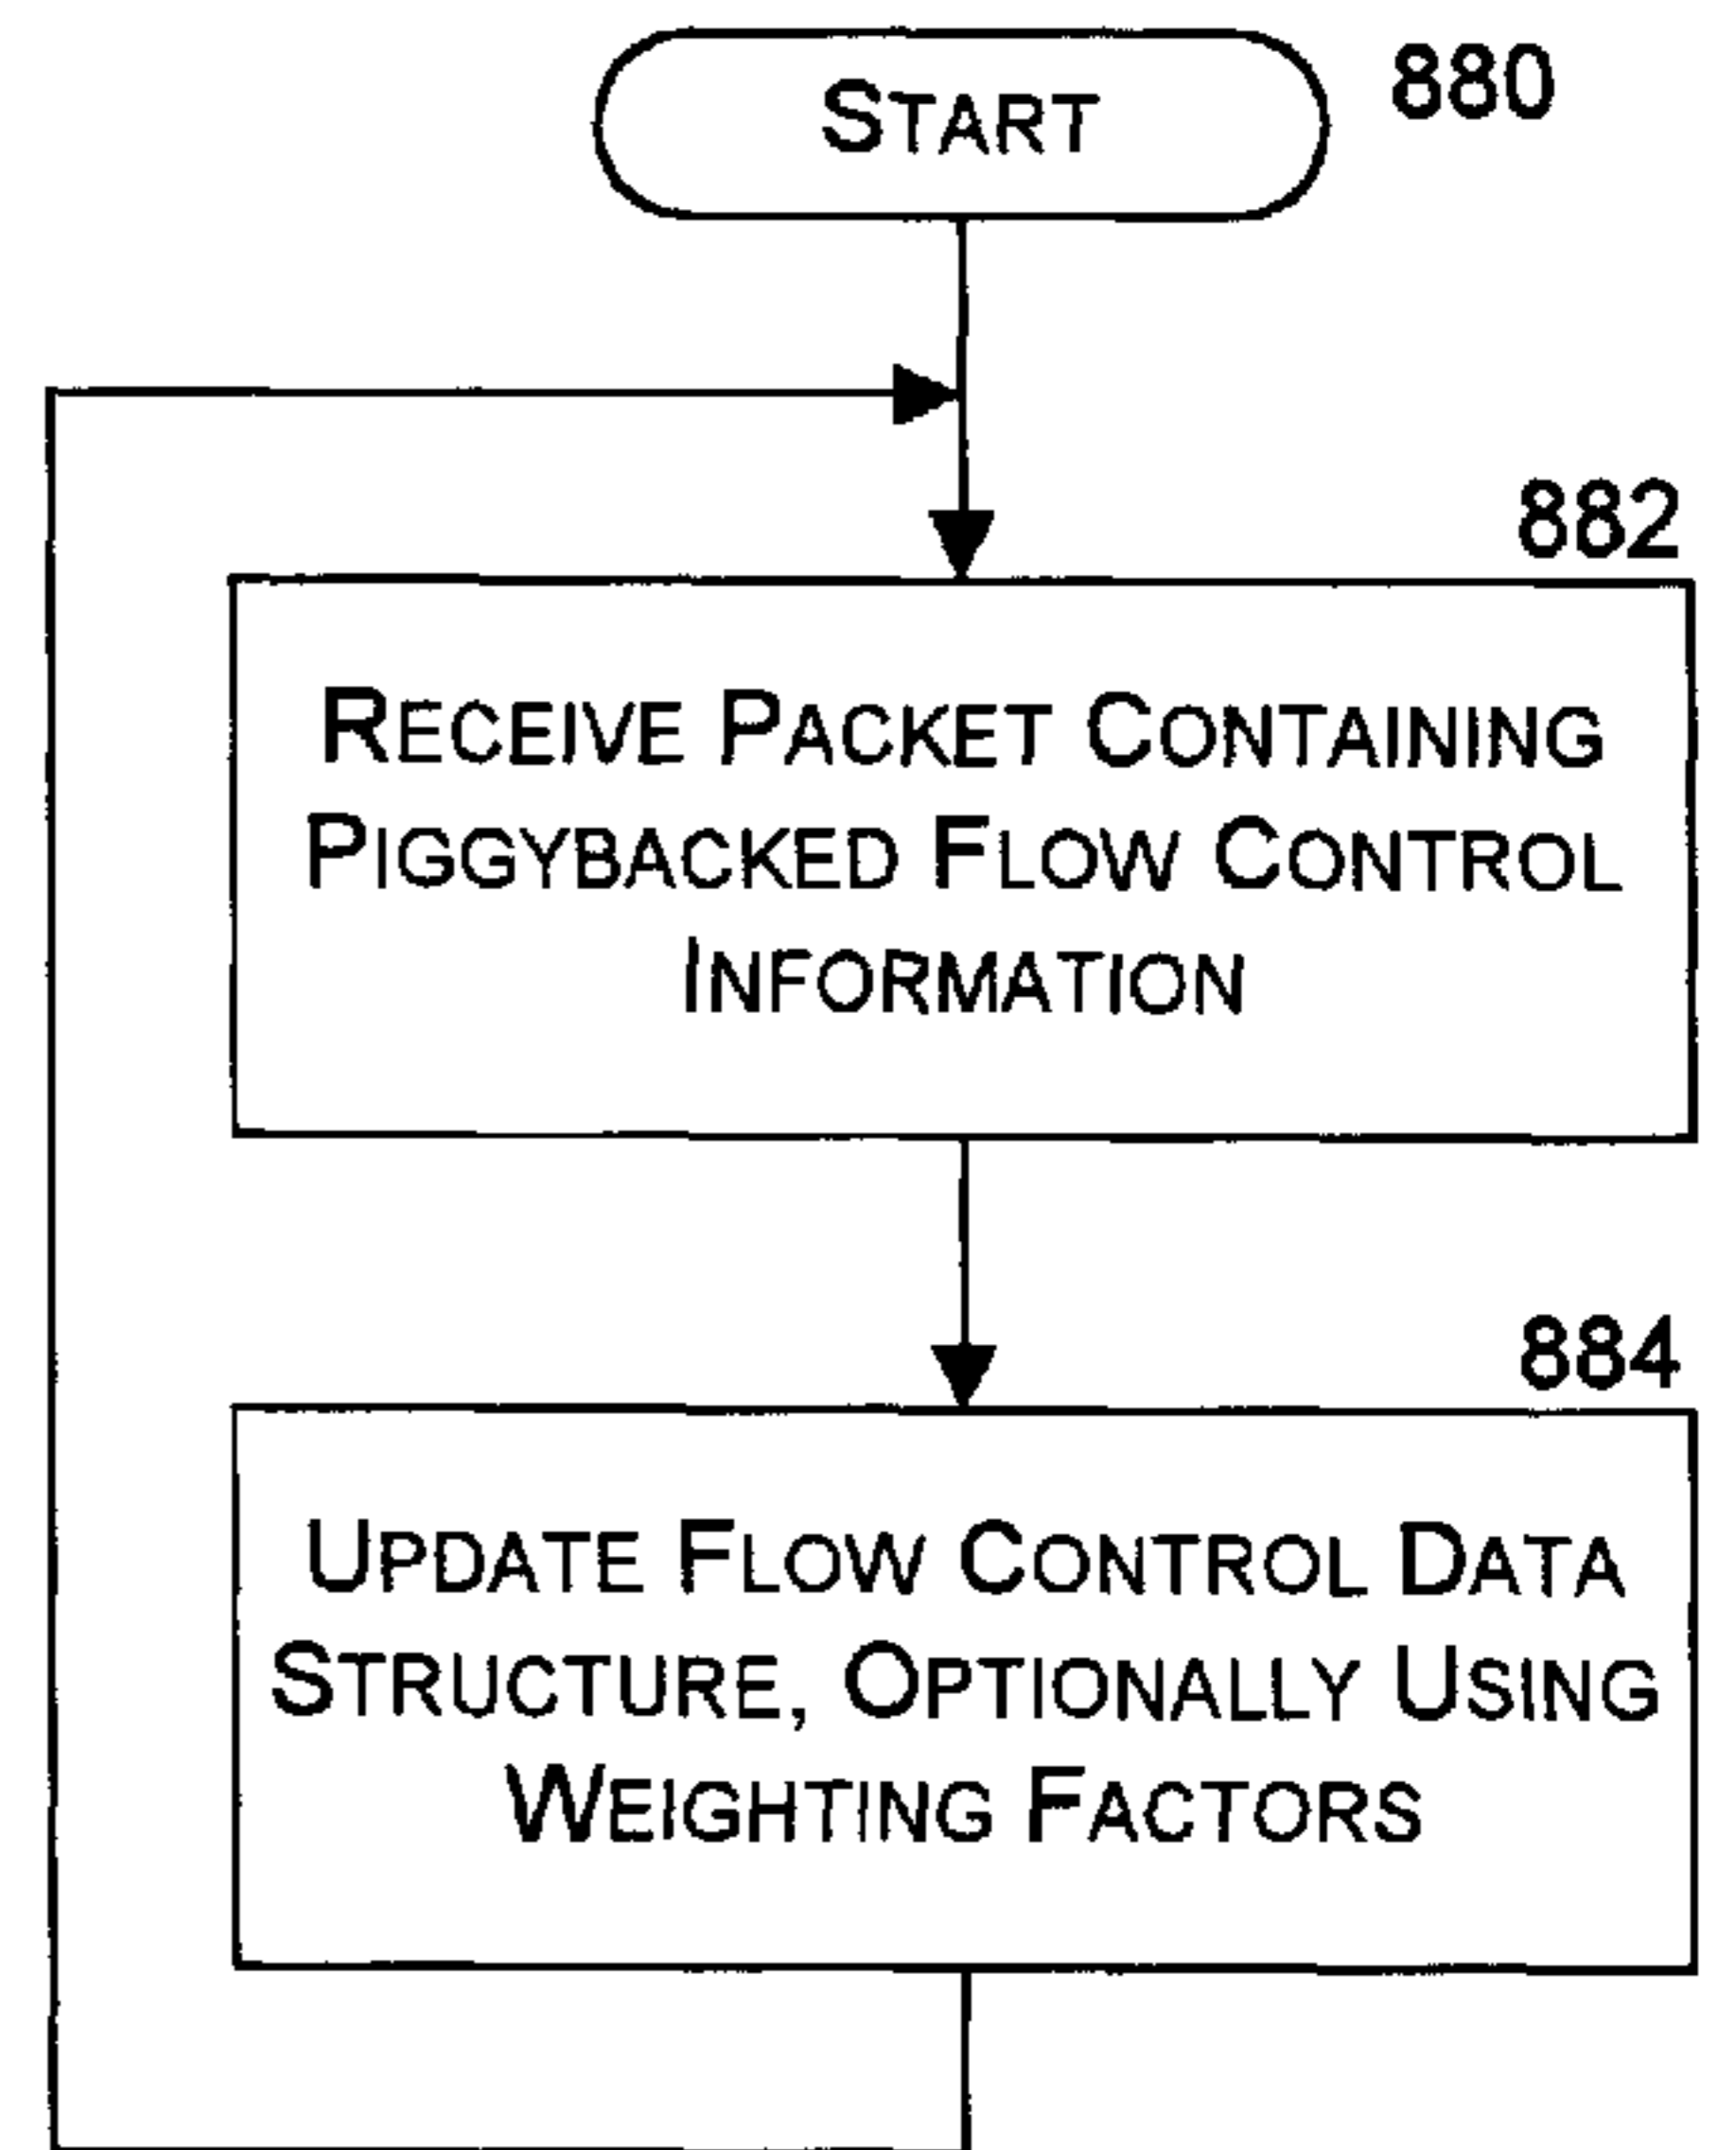 START
880
882
RECEIVE PACKET CONTAINING
PIGGYBACKED FLOW CONTROL
INFORMATION
884
UPDATE FLOW CONTROL DATA
STRUCTURE, OPTIONALLY USING
WEIGHTING FACTORS